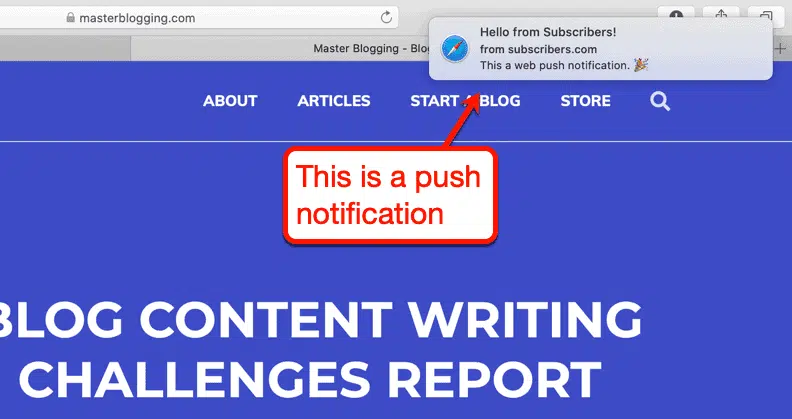 masterblogging.com
Hello from Subscribers!
from subscribers.com
This a web push notification. 🎉
Master Blogging - Blog
ABOUT ARTICLES START A BLOG STORE
This is a push
notification
BLOG CONTENT WRITING
CHALLENGES REPORT